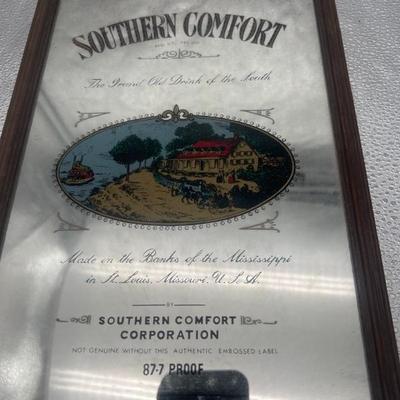 SOUTHERN COMFORT
The Grand Old Drink of the South
Made on the Banks of the Mississippi
in St. Louis, Missouri, U.S.A.
BY
SOUTHERN COMFORT
CORPORATION
NOT GENUINE WITHOUT THIS AUTHENTIC EMBOSSED LABEL
87·7 PROOF